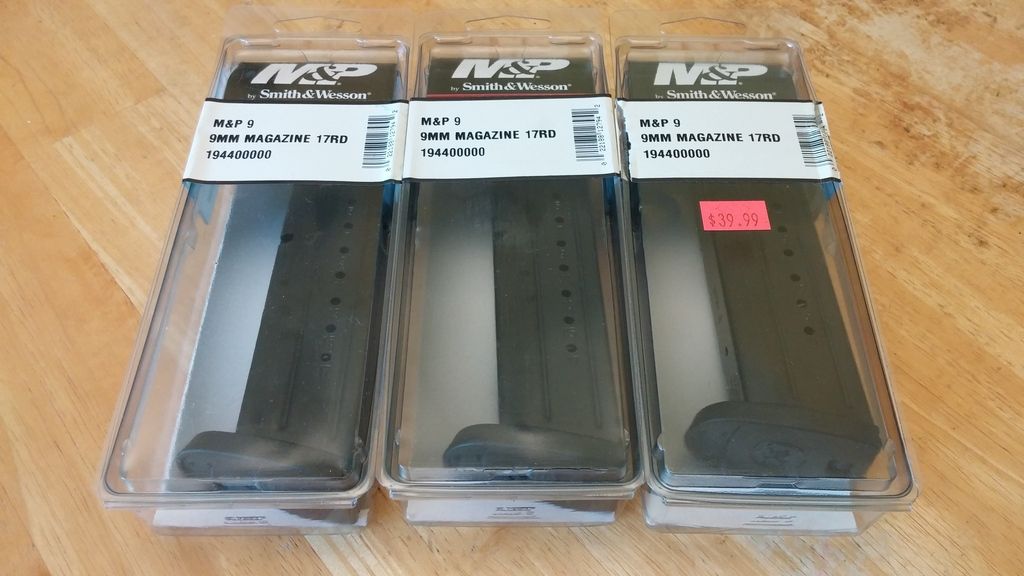 M&P
by Smith&Wesson
M&P 9
9MM MAGAZINE 17RD
194400000
M&P
by Smith&Wesson
M&P 9
9MM MAGAZINE 17RD
194400000
M&P
by Smith&Wesson
M&P 9
9MM MAGAZINE 17RD
194400000
$39.99